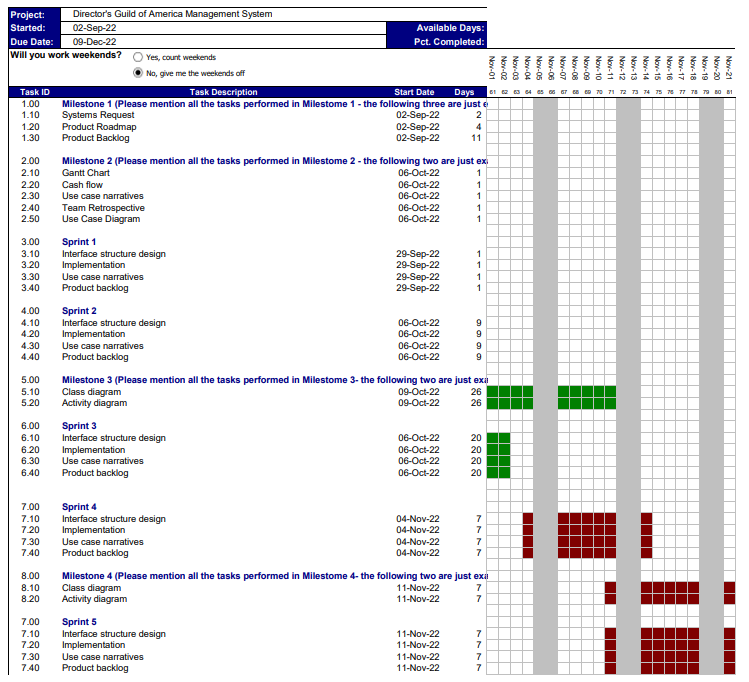 Project: Director's Guild of America Management System
Started: 02-Sep-22 Available Days:
Due Date: 09-Dec-22 Pct. Completed:
Will you work weekends? Yes, count weekends
No, give me the weekends off
Nov-01 Nov-02 Nov-03 Nov-04 Nov-05 Nov-06 Nov-07 Nov-08 Nov-09 Nov-10 Nov-11 Nov-12 Nov-13 Nov-14 Nov-15 Nov-16 Nov-17 Nov-18 Nov-19 Nov-20 Nov-21
Task ID Task Description Start Date Days 61 62 63 64 65 66 67 68 69 70 71 72 73 74 75 76 77 78 79 80 81
1.00 Milestone 1 (Please mention all the tasks performed in Milestome 1 - the following three are just e
1.10 Systems Request 02-Sep-22 2
1.20 Product Roadmap 02-Sep-22 4
1.30 Product Backlog 02-Sep-22 11
2.00 Milestone 2 (Please mention all the tasks performed in Milestome 2 - the following two are just exa
2.10 Gantt Chart 06-Oct-22 1
2.20 Cash flow 06-Oct-22 1
2.30 Use case narratives 06-Oct-22 1
2.40 Team Retrospective 06-Oct-22 1
2.50 Use Case Diagram 06-Oct-22 1
3.00 Sprint 1
3.10 Interface structure design 29-Sep-22 1
3.20 Implementation 29-Sep-22 1
3.30 Use case narratives 29-Sep-22 1
3.40 Product backlog 29-Sep-22 1
4.00 Sprint 2
4.10 Interface structure design 06-Oct-22 9
4.20 Implementation 06-Oct-22 9
4.30 Use case narratives 06-Oct-22 9
4.40 Product backlog 06-Oct-22 9
5.00 Milestone 3 (Please mention all the tasks performed in Milestome 3- the following two are just exa
5.10 Class diagram 09-Oct-22 26
5.20 Activity diagram 09-Oct-22 26
6.00 Sprint 3
6.10 Interface structure design 06-Oct-22 20
6.20 Implementation 06-Oct-22 20
6.30 Use case narratives 06-Oct-22 20
6.40 Product backlog 06-Oct-22 20
7.00 Sprint 4
7.10 Interface structure design 04-Nov-22 7
7.20 Implementation 04-Nov-22 7
7.30 Use case narratives 04-Nov-22 7
7.40 Product backlog 04-Nov-22 7
8.00 Milestone 4 (Please mention all the tasks performed in Milestome 4- the following two are just exa
8.10 Class diagram 11-Nov-22 7
8.20 Activity diagram 11-Nov-22 7
7.00 Sprint 5
7.10 Interface structure design 11-Nov-22 7
7.20 Implementation 11-Nov-22 7
7.30 Use case narratives 11-Nov-22 7
7.40 Product backlog 11-Nov-22 7